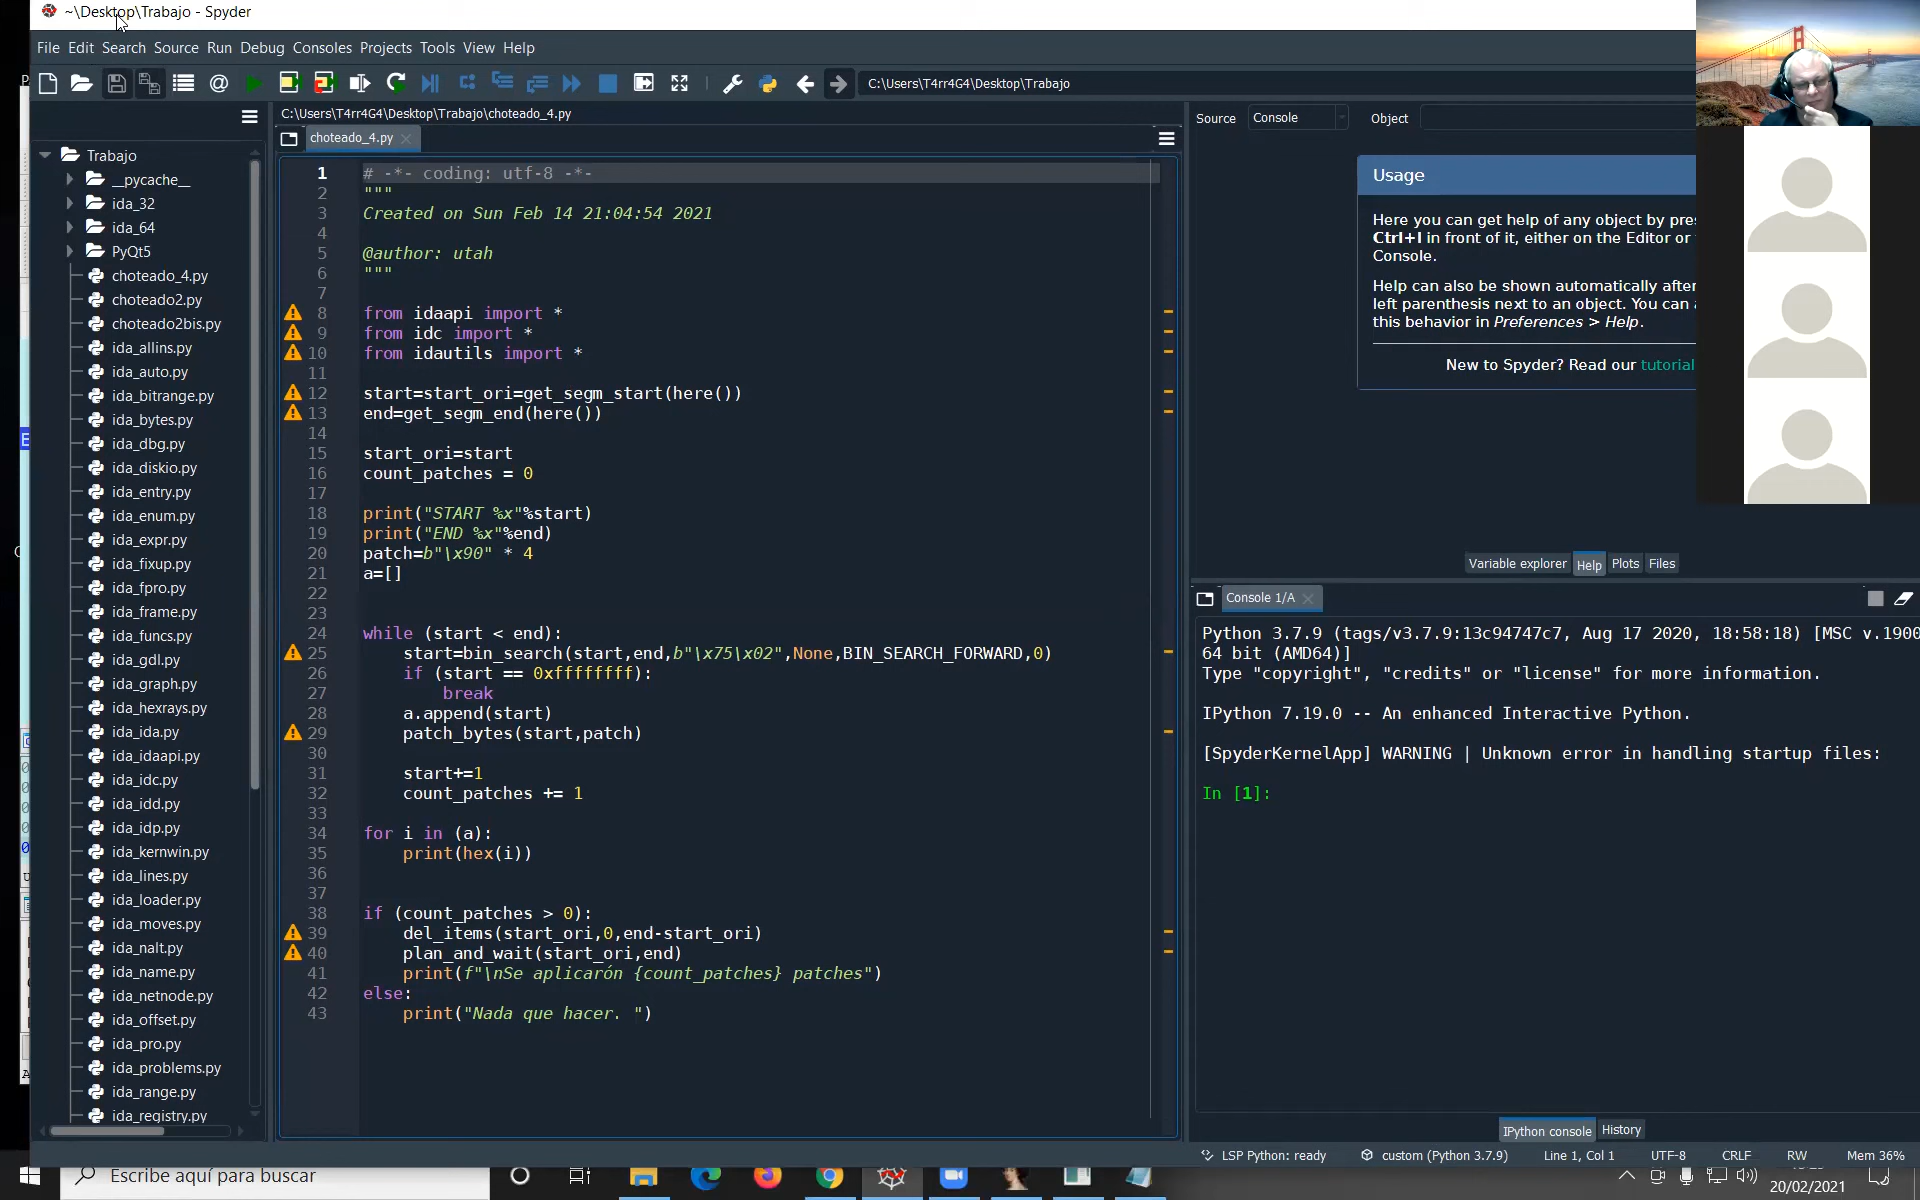 ~\Desktop\Trabajo - Spyder
File Edit Search Source Run Debug Consoles Projects Tools View Help
C:\Users\T4rr4G4\Desktop\Trabajo
C:\Users\T4rr4G4\Desktop\Trabajo\choteado_4.py
choteado_4.py
Trabajo
__pycache__
ida_32
ida_64
PyQt5
choteado_4.py
choteado2.py
choteado2bis.py
ida_allins.py
ida_auto.py
ida_bitrange.py
ida_bytes.py
ida_dbg.py
ida_diskio.py
ida_entry.py
ida_enum.py
ida_expr.py
ida_fixup.py
ida_fpro.py
ida_frame.py
ida_funcs.py
ida_gdl.py
ida_graph.py
ida_hexrays.py
ida_ida.py
ida_idaapi.py
ida_idc.py
ida_idd.py
ida_idp.py
ida_kernwin.py
ida_lines.py
ida_loader.py
ida_moves.py
ida_nalt.py
ida_name.py
ida_netnode.py
ida_offset.py
ida_pro.py
ida_problems.py
ida_range.py
ida_registry.py
1 # -*- coding: utf-8 -*-
2 """
3 Created on Sun Feb 14 21:04:54 2021
4
5 @author: utah
6 """
7
8 from idaapi import *
9 from idc import *
10 from idautils import *
11
12 start=start_ori=get_segm_start(here())
13 end=get_segm_end(here())
14
15 start_ori=start
16 count_patches = 0
17
18 print("START %x"%start)
19 print("END %x"%end)
20 patch=b"\x90" * 4
21 a=[]
22
23
24 while (start < end):
25 start=bin_search(start,end,b"\x75\x02",None,BIN_SEARCH_FORWARD,0)
26 if (start == 0xffffffff):
27 break
28 a.append(start)
29 patch_bytes(start,patch)
30
31 start+=1
32 count_patches += 1
33
34 for i in (a):
35 print(hex(i))
36
37
38 if (count_patches > 0):
39 del_items(start_ori,0,end-start_ori)
40 plan_and_wait(start_ori,end)
41 print(f"\nSe aplicarón {count_patches} patches")
42 else:
43 print("Nada que hacer. ")
Source Console Object
Usage
Here you can get help of any object by pres
Ctrl+I in front of it, either on the Editor or
Console.
Help can also be shown automatically after
left parenthesis next to an object. You can
this behavior in Preferences > Help.
New to Spyder? Read our tutorial
Variable explorer Help Plots Files
Console 1/A
Python 3.7.9 (tags/v3.7.9:13c94747c7, Aug 17 2020, 18:58:18) [MSC v.1900
64 bit (AMD64)]
Type "copyright", "credits" or "license" for more information.
IPython 7.19.0 -- An enhanced Interactive Python.
[SpyderKernelApp] WARNING | Unknown error in handling startup files:
In [1]:
IPython console History
LSP Python: ready custom (Python 3.7.9) Line 1, Col 1 UTF-8 CRLF RW Mem 36%
Escribe aquí para buscar
20/02/2021